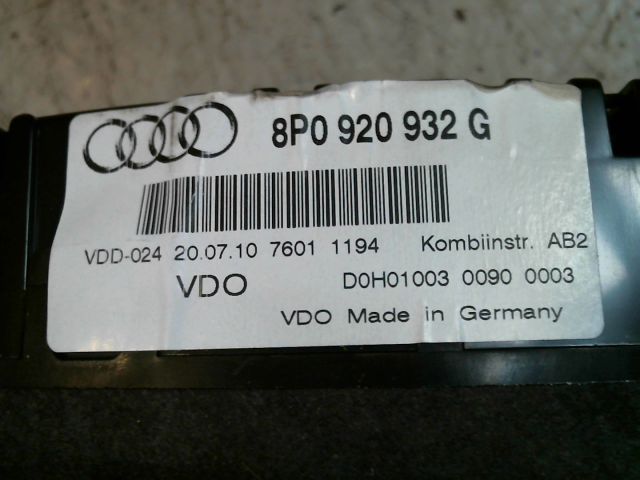 8P0 920 932 G
VDD-024 20.07.10 7601 1194 Kombiinstr. AB2
VDO D0H01003 0090 0003
VDO Made in Germany